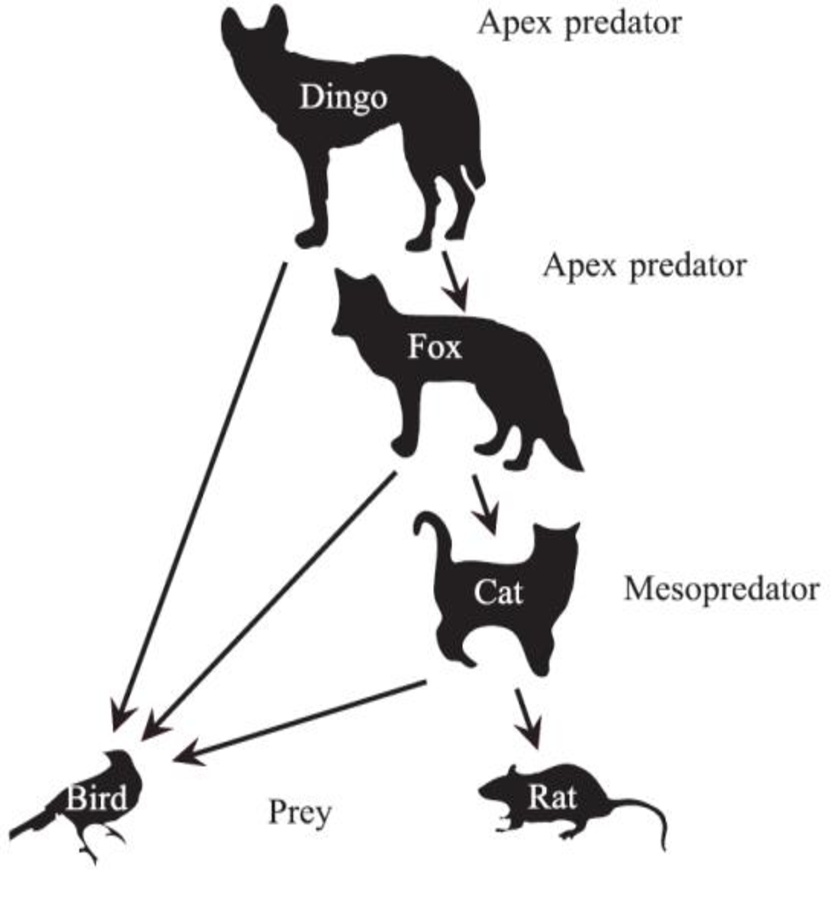 Apex predator
Dingo
Apex predator
Fox
Cat
Mesopredator
Bird
Prey
Rat